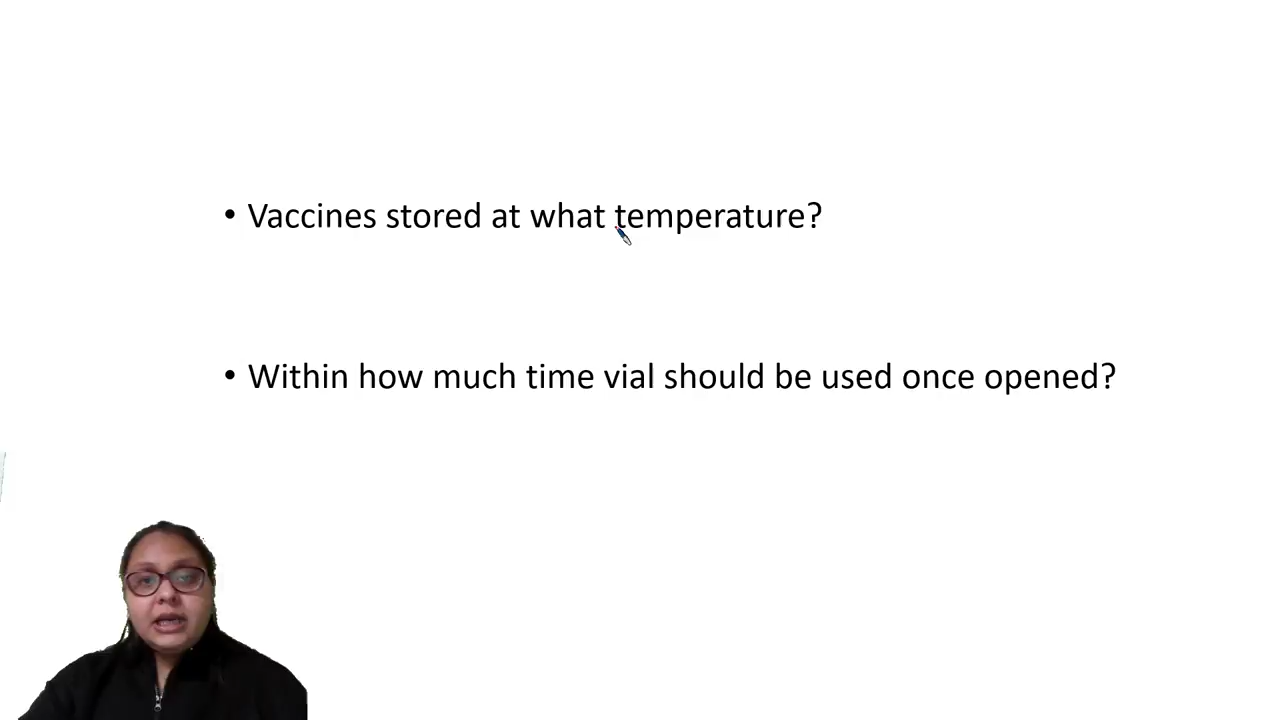 • Vaccines stored at what temperature?
• Within how much time vial should be used once opened?